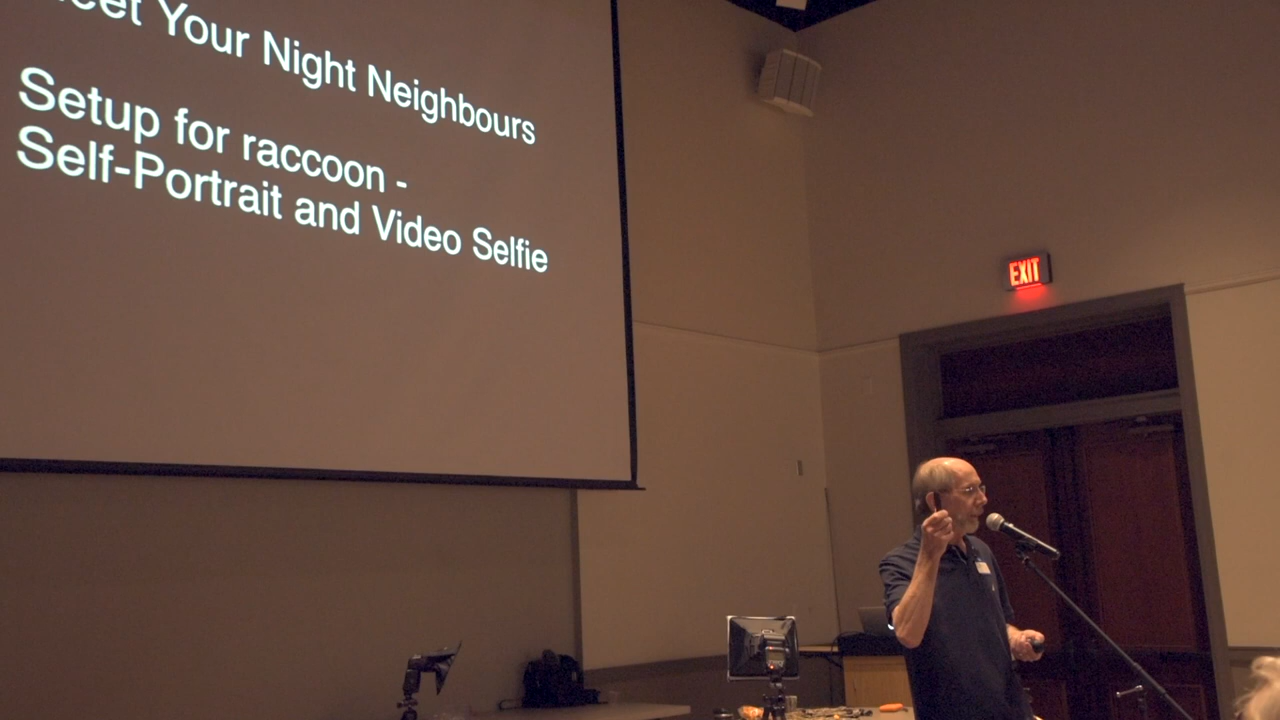 Your Night Neighbours
Setup for raccoon -
Self-Portrait and Video Selfie
EXIT